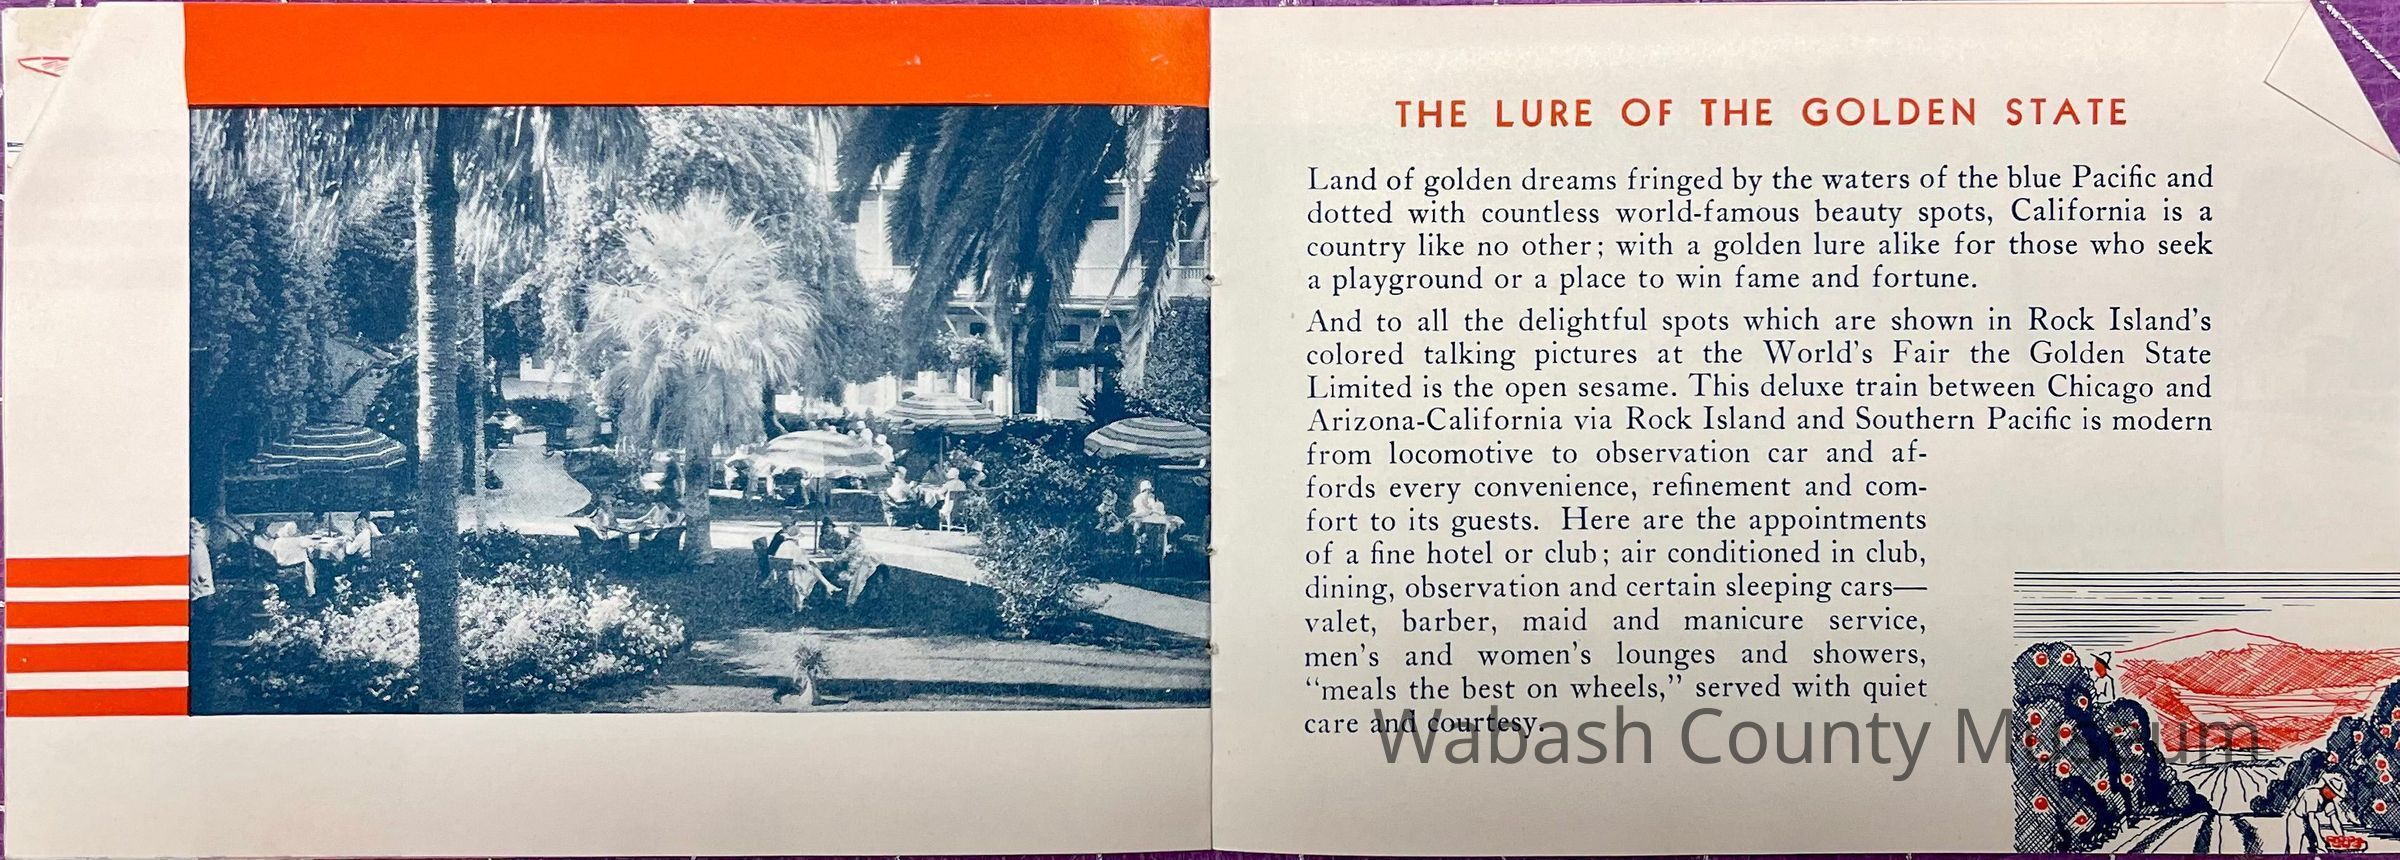 THE LURE OF THE GOLDEN STATE
Land of golden dreams fringed by the waters of the blue Pacific and
dotted with countless world-famous beauty spots, California is a
country like no other; with a golden lure alike for those who seek
a playground or a place to win fame and fortune.
And to all the delightful spots which are shown in Rock Island's
colored talking pictures at the World's Fair the Golden State
Limited is the open sesame. This deluxe train between Chicago and
Arizona-California via Rock Island and Southern Pacific is modern
from locomotive to observation car and af-
fords every convenience, refinement and com-
fort to its guests. Here are the appointments
of a fine hotel or club; air conditioned in club,
dining, observation and certain sleeping cars—
valet, barber, maid and manicure service,
men's and women's lounges and showers,
“meals the best on wheels,” served with quiet
care and courtesy.
Wabash County Museum